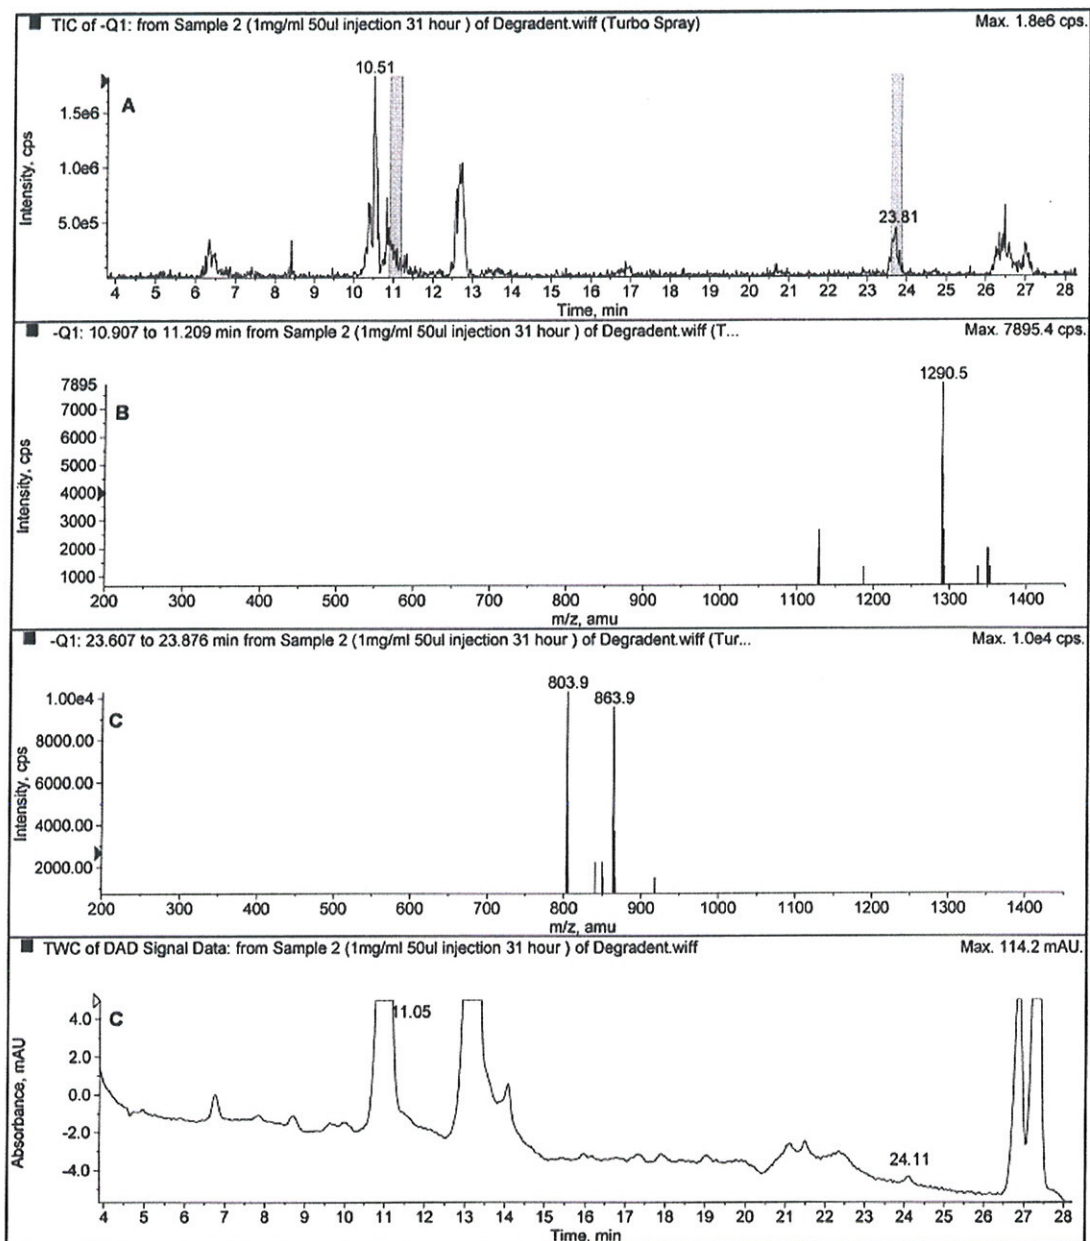 TIC of -Q1: from Sample 2 (1mg/ml 50ul injection 31 hour ) of Degradent.wiff (Turbo Spray) Max. 1.8e6 cps.
A
10.51
23.81
1.5e6
1.0e6
5.0e5
Intensity, cps
4 5 6 7 8 9 10 11 12 13 14 15 16 17 18 19 20 21 22 23 24 25 26 27 28
Time, min
-Q1: 10.907 to 11.209 min from Sample 2 (1mg/ml 50ul injection 31 hour ) of Degradent.wiff (T... Max. 7895.4 cps.
B
1290.5
7895
7000
6000
5000
4000
3000
2000
1000
Intensity, cps
200 300 400 500 600 700 800 900 1000 1100 1200 1300 1400
m/z, amu
-Q1: 23.607 to 23.876 min from Sample 2 (1mg/ml 50ul injection 31 hour ) of Degradent.wiff (Tur... Max. 1.0e4 cps.
C
803.9
863.9
1.00e4
8000.00
6000.00
4000.00
2000.00
Intensity, cps
200 300 400 500 600 700 800 900 1000 1100 1200 1300 1400
m/z, amu
TWC of DAD Signal Data: from Sample 2 (1mg/ml 50ul injection 31 hour ) of Degradent.wiff Max. 114.2 mAU.
C
11.05
24.11
4.0
2.0
0.0
-2.0
-4.0
Absorbance, mAU
4 5 6 7 8 9 10 11 12 13 14 15 16 17 18 19 20 21 22 23 24 25 26 27 28
Time, min